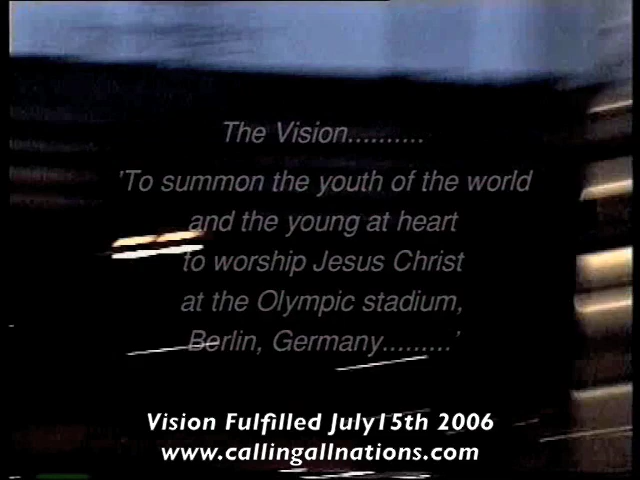 The Vision..........
'To summon the youth of the world
and the young at heart
to worship Jesus Christ
at the Olympic stadium,
Berlin, Germany.........'
Vision Fulfilled July15th 2006
www.callingallnations.com